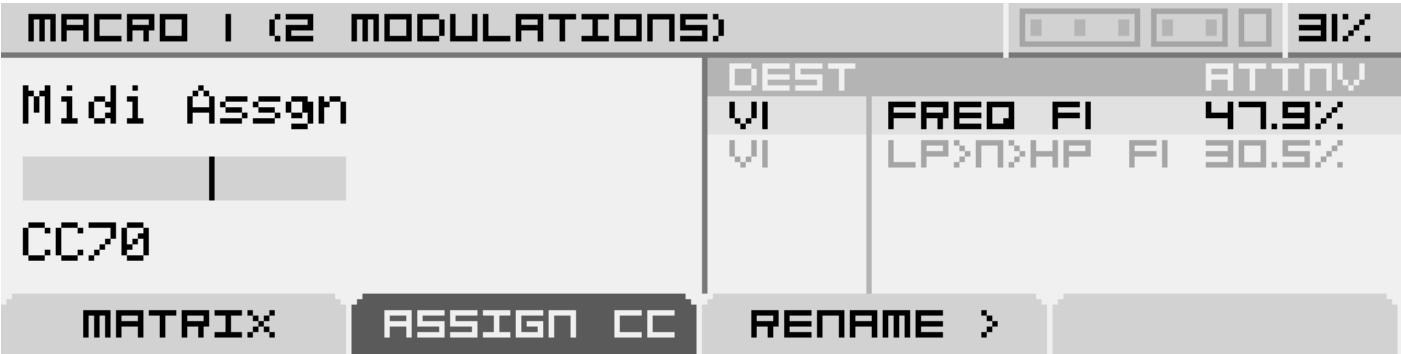 MACRO 1 (2 MODULATIONS) 31%
Midi Assgn
CC70
DEST ATTNV
V1 FREQ F1 47.9%
V1 LP>N>HP F1 30.5%
MATRIX ASSIGN CC RENAME >